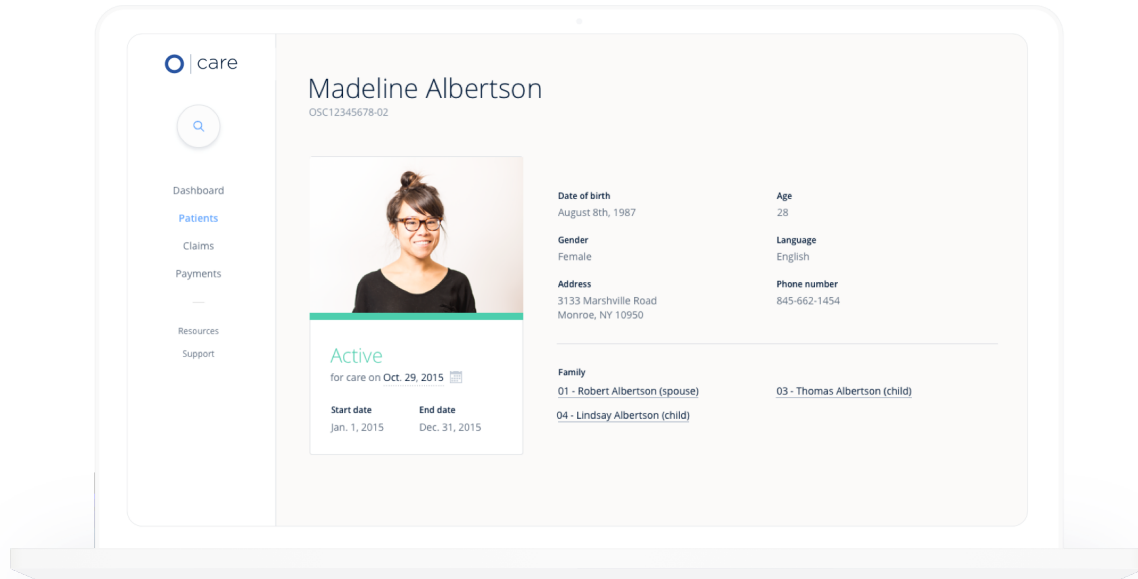 care
Dashboard
Patients
Claims
Payments
Resources
Support
Madeline Albertson
OSC12345678-02
Active
for care on Oct. 29, 2015
Start date
End date
Jan. 1, 2015
Dec. 31, 2015
Date of birth
Age
August 8th, 1987
28
Gender
Language
Female
English
Address
Phone number
3133 Marshville Road
845-662-1454
Monroe, NY 10950
Family
01 - Robert Albertson (spouse)
03 - Thomas Albertson (child)
04 - Lindsay Albertson (child)